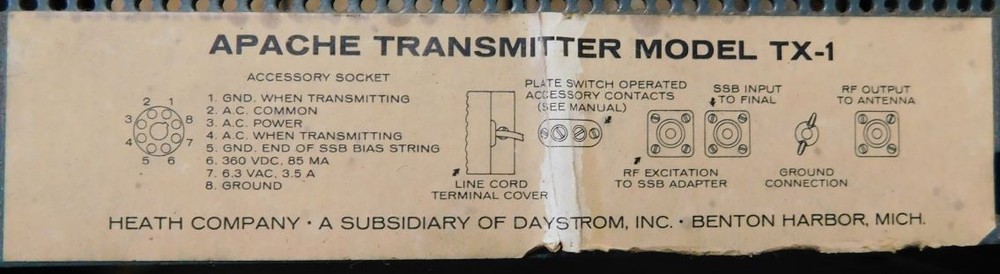 APACHE TRANSMITTER MODEL TX-1
ACCESSORY SOCKET
2 1
3 8
4 7
5 6
1. GND. WHEN TRANSMITTING
2. A.C. COMMON
3. A.C. POWER
4. A.C. WHEN TRANSMITTING
5. GND. END OF SSB BIAS STRING
6. 360 VDC, 85 MA
7. 6.3 VAC, 3.5 A
8. GROUND
LINE CORD
TERMINAL COVER
PLATE SWITCH OPERATED
ACCESSORY CONTACTS
(SEE MANUAL)
RF EXCITATION
TO SSB ADAPTER
SSB INPUT
TO FINAL
GROUND
CONNECTION
RF OUTPUT
TO ANTENNA
HEATH COMPANY · A SUBSIDIARY OF DAYSTROM, INC. · BENTON HARBOR, MICH.